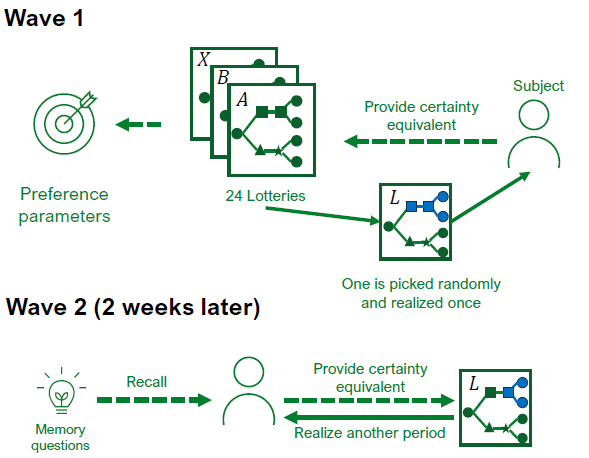 Wave 1
X
B
A
Subject
Provide certainty
equivalent
Preference
parameters
24 Lotteries
L
One is picked randomly
and realized once
Wave 2 (2 weeks later)
Recall
Provide certainty
equivalent
L
Memory
questions
Realize another period